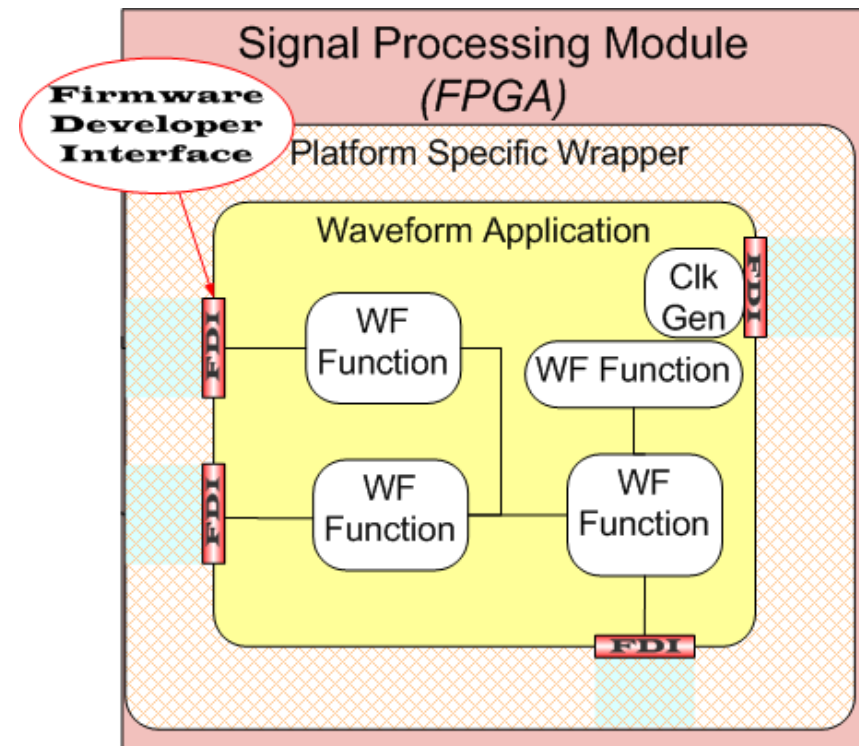 Signal Processing Module
(FPGA)
Firmware
Developer
Interface
Platform Specific Wrapper
Waveform Application
Clk
Gen
FDI
FDI
WF
Function
WF Function
FDI
WF
Function
WF
Function
FDI